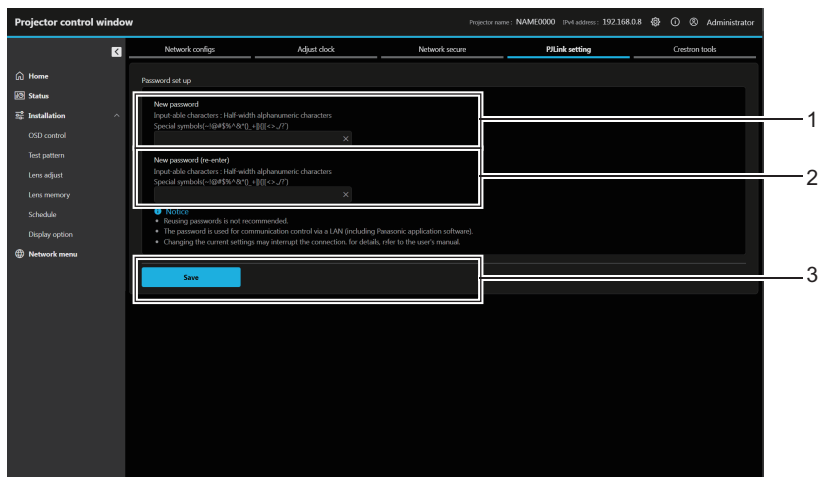 Projector control window
Projector name : NAME0000 IPv4 address : 192.168.0.8 Administrator
Network configs Adjust clock Network secure PJLink setting Crestron tools
Home
Status
Installation
OSD control
Test pattern
Lens adjust
Lens memory
Schedule
Display option
Network menu
Password set up
New password
Input-able characters : Half-width alphanumeric characters
New password (re-enter)
Input-able characters : Half-width alphanumeric characters
Notice
• Reusing passwords is not recommended.
• The password is used for communication control via a LAN (including Panasonic application software).
• Changing the current settings may interrupt the connection. for details, refer to the user's manual.
Save
1
2
3